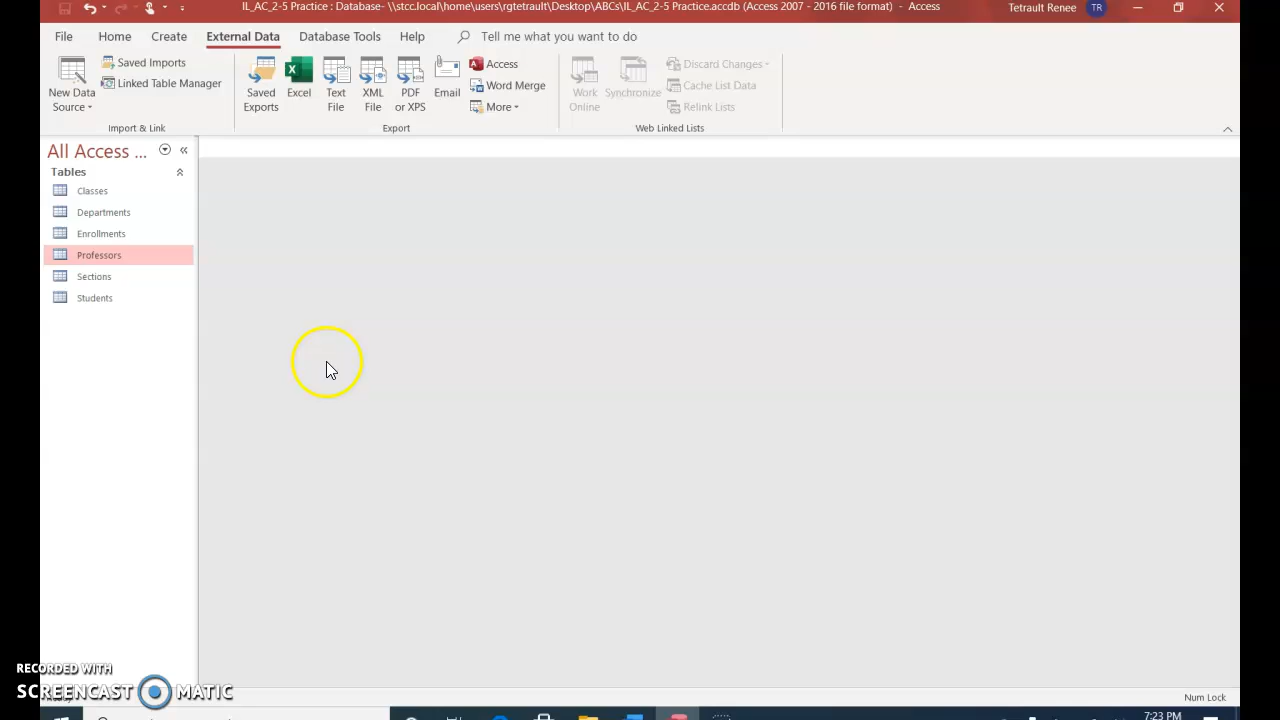 IL_AC_2-5 Practice : Database- \\stcc.local\home\users\rgtetrault\Desktop\ABCs\IL_AC_2-5 Practice.accdb (Access 2007 - 2016 file format) - Access
Tetrault Renee TR
File Home Create External Data Database Tools Help Tell me what you want to do
New Data Source
Saved Imports
Linked Table Manager
Import & Link
Saved Exports
Excel
Text File
XML File
PDF or XPS
Email
Access
Word Merge
More
Export
Work Online
Synchronize
Discard Changes
Cache List Data
Relink Lists
Web Linked Lists
All Access ...
Tables
Classes
Departments
Enrollments
Professors
Sections
Students
RECORDED WITH
SCREENCAST MATIC
Num Lock
7:23 PM